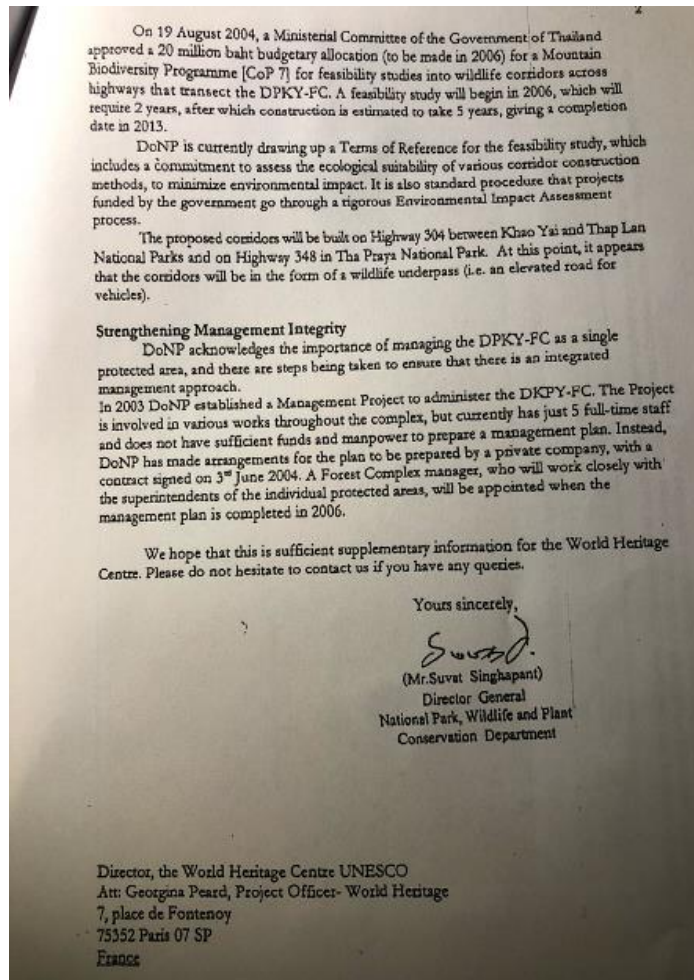 2
On 19 August 2004, a Ministerial Committee of the Government of Thailand
approved a 20 million baht budgetary allocation (to be made in 2006) for a Mountain
Biodiversity Programme [CoP 7] for feasibility studies into wildlife corridors across
highways that transect the DPKY-FC. A feasibility study will begin in 2006, which will
require 2 years, after which construction is estimated to take 5 years, giving a completion
date in 2013.
DoNP is currently drawing up a Terms of Reference for the feasibility study, which
includes a commitment to assess the ecological suitability of various corridor construction
methods, to minimize environmental impact. It is also standard procedure that projects
funded by the government go through a rigorous Environmental Impact Assessment
process.
The proposed corridors will be built on Highway 304 between Khao Yai and Thap Lan
National Parks and on Highway 348 in Tha Praya National Park. At this point, it appears
that the corridors will be in the form of a wildlife underpass (i.e. an elevated road for
vehicles).
Strengthening Management Integrity
DoNP acknowledges the importance of managing the DPKY-FC as a single
protected area, and there are steps being taken to ensure that there is an integrated
management approach.
In 2003 DoNP established a Management Project to administer the DKPY-FC. The Project
is involved in various works throughout the complex, but currently has just 5 full-time staff
and does not have sufficient funds and manpower to prepare a management plan. Instead,
DoNP has made arrangements for the plan to be prepared by a private company, with a
contract signed on 3rd June 2004. A Forest Complex manager, who will work closely with
the superintendents of the individual protected areas, will be appointed when the
management plan is completed in 2006.
We hope that this is sufficient supplementary information for the World Heritage
Centre. Please do not hesitate to contact us if you have any queries.
Yours sincerely,
(Mr.Suvat Singhapant)
Director General
National Park, Wildlife and Plant
Conservation Department
Director, the World Heritage Centre UNESCO
Att: Georgina Peard, Project Officer- World Heritage
7, place de Fontenoy
75352 Paris 07 SP
France